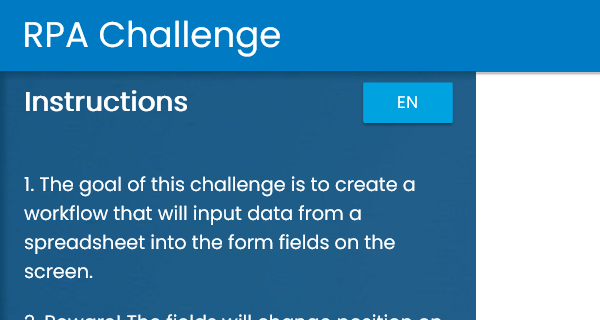 RPA Challenge
Instructions
EN
1. The goal of this challenge is to create a
workflow that will input data from a
spreadsheet into the form fields on the
screen.
2. Beware! The fields will change position on